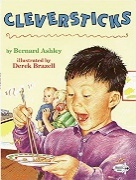 CLEVERSTICKS
by Bernard Ashley
illustrated by
Derek Brazell